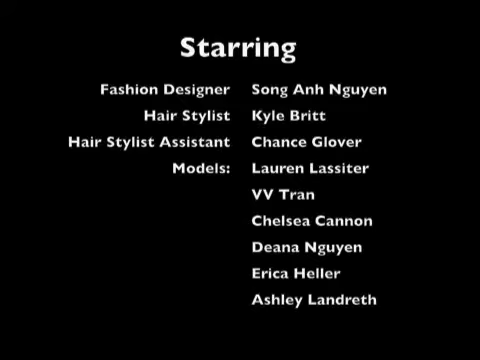 Starring
Fashion Designer Song Anh Nguyen
Hair Stylist Kyle Britt
Hair Stylist Assistant Chance Glover
Models: Lauren Lassiter
VV Tran
Chelsea Cannon
Deana Nguyen
Erica Heller
Ashley Landreth